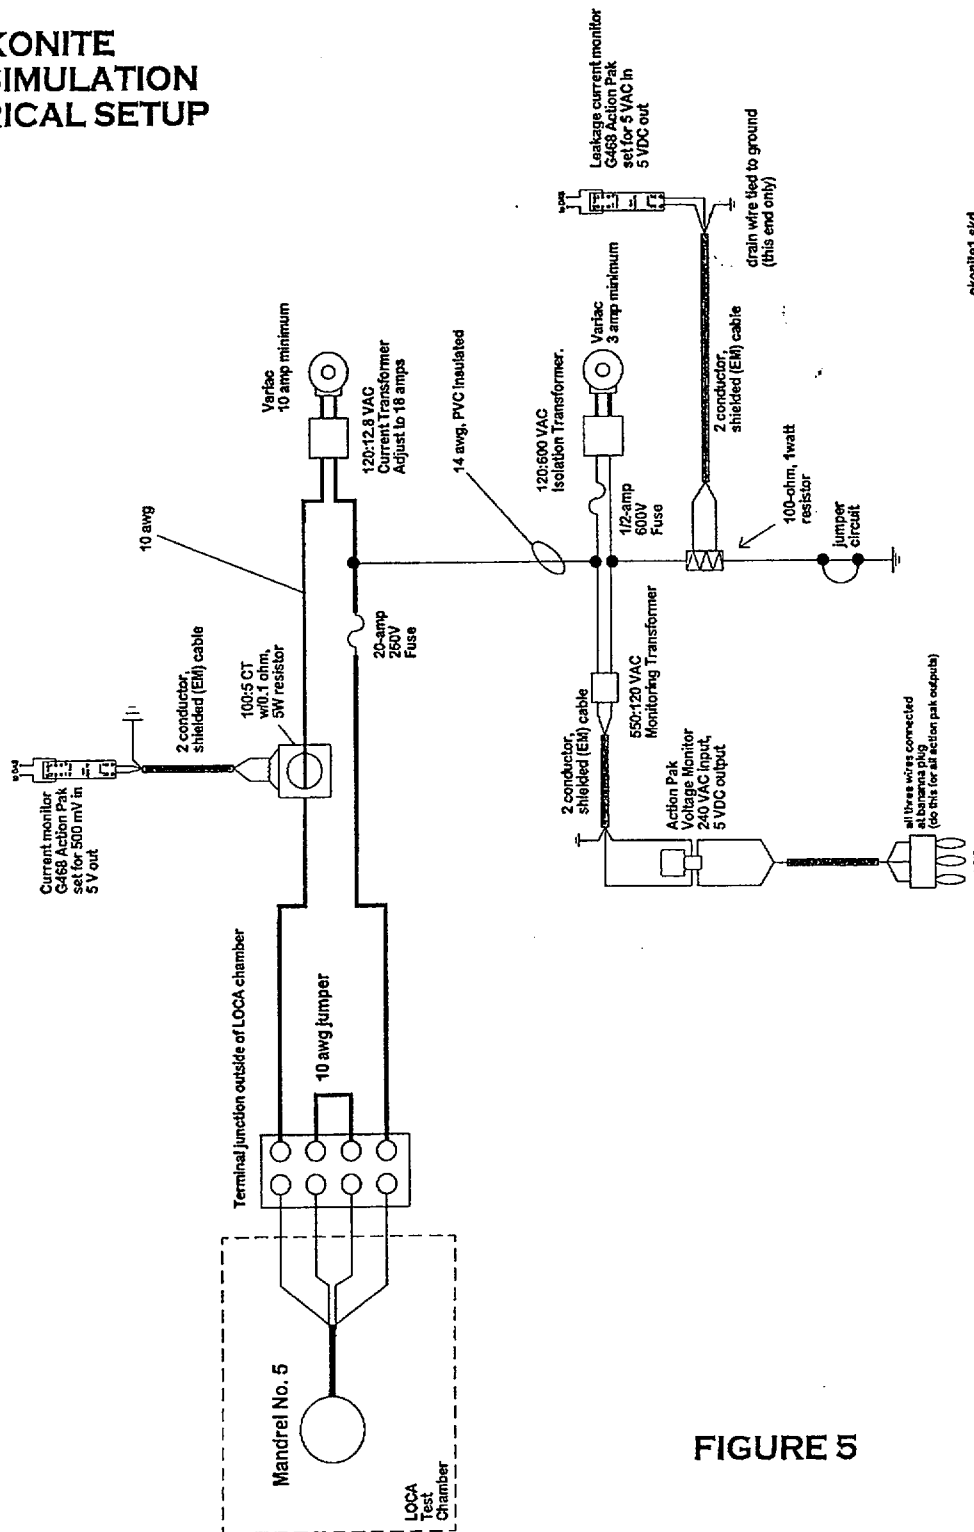 KONITE
SIMULATION
RICAL SETUP
Leakage current monitor
G468 Action Pak
set for 5 VAC in
5 VDC out
to DAS
drain wire tied to ground
(this end only)
Variac
10 amp minimum
120:12.8 VAC
Current Transformer
Adjust to 18 amps
10 awg
14 awg, PVC insulated
Variac
3 amp minimum
120:600 VAC
Isolation Transformer.
1/2-amp
600V
Fuse
2 conductor,
shielded (EM) cable
100-ohm, 1watt
resistor
jumper
circuit
20-amp
250V
Fuse
2 conductor,
shielded (EM) cable
100:5 CT
w/0.1 ohm,
5W resistor
to DAS
Current monitor
G468 Action Pak
set for 500 mV in
5 V out
550:120 VAC
Monitoring Transformer
2 conductor,
shielded (EM) cable
Action Pak
Voltage Monitor
240 VAC input,
5 VDC output
all three wires connected
at bananna plug
(do this for all action pak outputs)
Terminal junction outside of LOCA chamber
10 awg jumper
Mandrel No. 5
LOCA
Test
Chamber
FIGURE 5